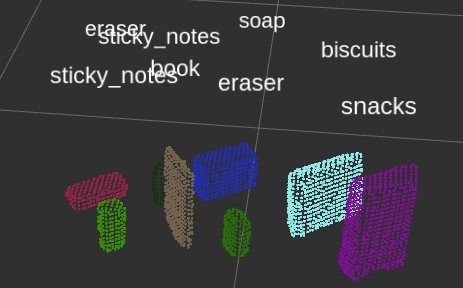 soap
eraser
sticky_notes
biscuits
book
sticky_notes
eraser
snacks